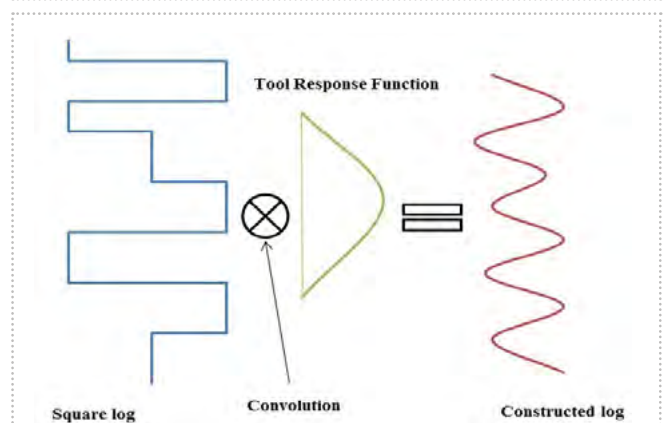 Tool Response Function
Square log
Convolution
Constructed log